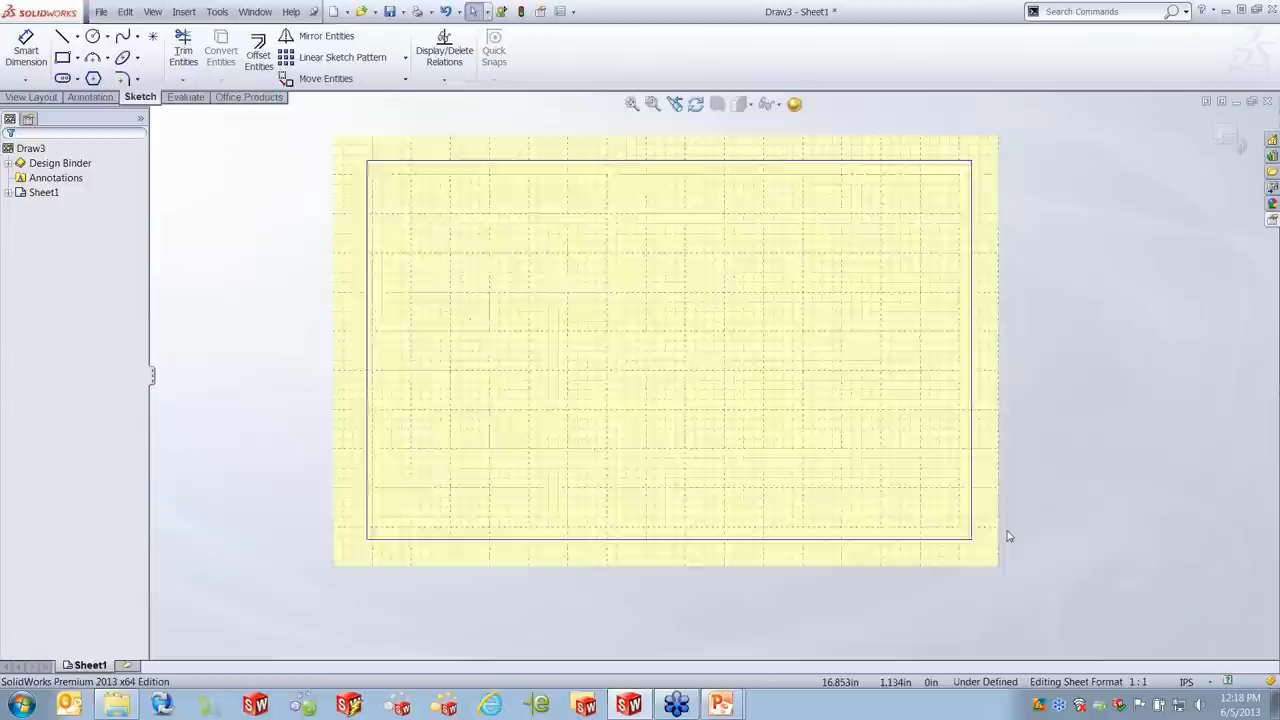 SOLIDWORKS File Edit View Insert Tools Window Help Draw3 - Sheet1 * Search Commands
Smart Dimension
Trim Entities
Convert Entities
Offset Entities
Mirror Entities
Linear Sketch Pattern
Move Entities
Display/Delete Relations
Quick Snaps
View Layout Annotation Sketch Evaluate Office Products
Draw3
Design Binder
Annotations
Sheet1
Sheet1
SolidWorks Premium 2013 x64 Edition 16.853in 1.134in 0in Under Defined Editing Sheet Format 1 : 1 IPS
12:18 PM
6/5/2013